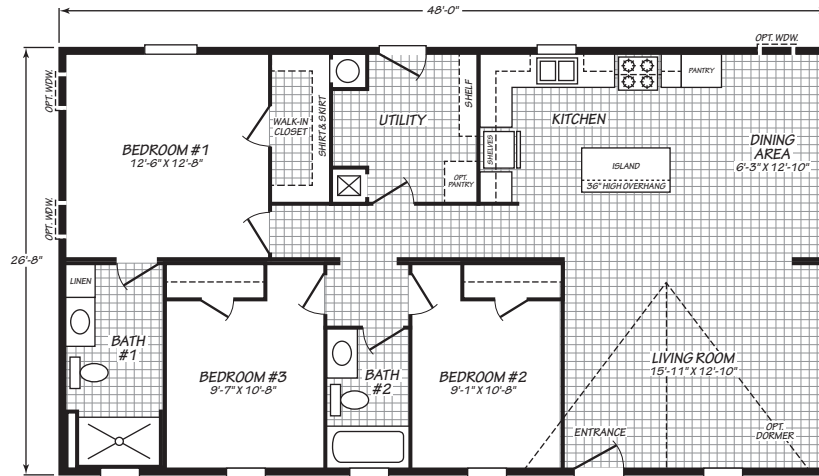 48'-0"
OPT. WDW.
26'-8"
OPT. WDW.
OPT. WDW.
BEDROOM #1
12'-6" X 12'-8"
WALK-IN
CLOSET
SHIRT & SKIRT
UTILITY
SHELF
OPT.
PANTRY
KITCHEN
SHELVES
PANTRY
ISLAND
36" HIGH OVERHANG
DINING
AREA
6'-3" X 12'-10"
LINEN
BATH
#1
BEDROOM #3
9'-7" X 10'-8"
BATH
#2
BEDROOM #2
9'-1" X 10'-8"
LIVING ROOM
15'-11" X 12'-10"
ENTRANCE
OPT.
DORMER